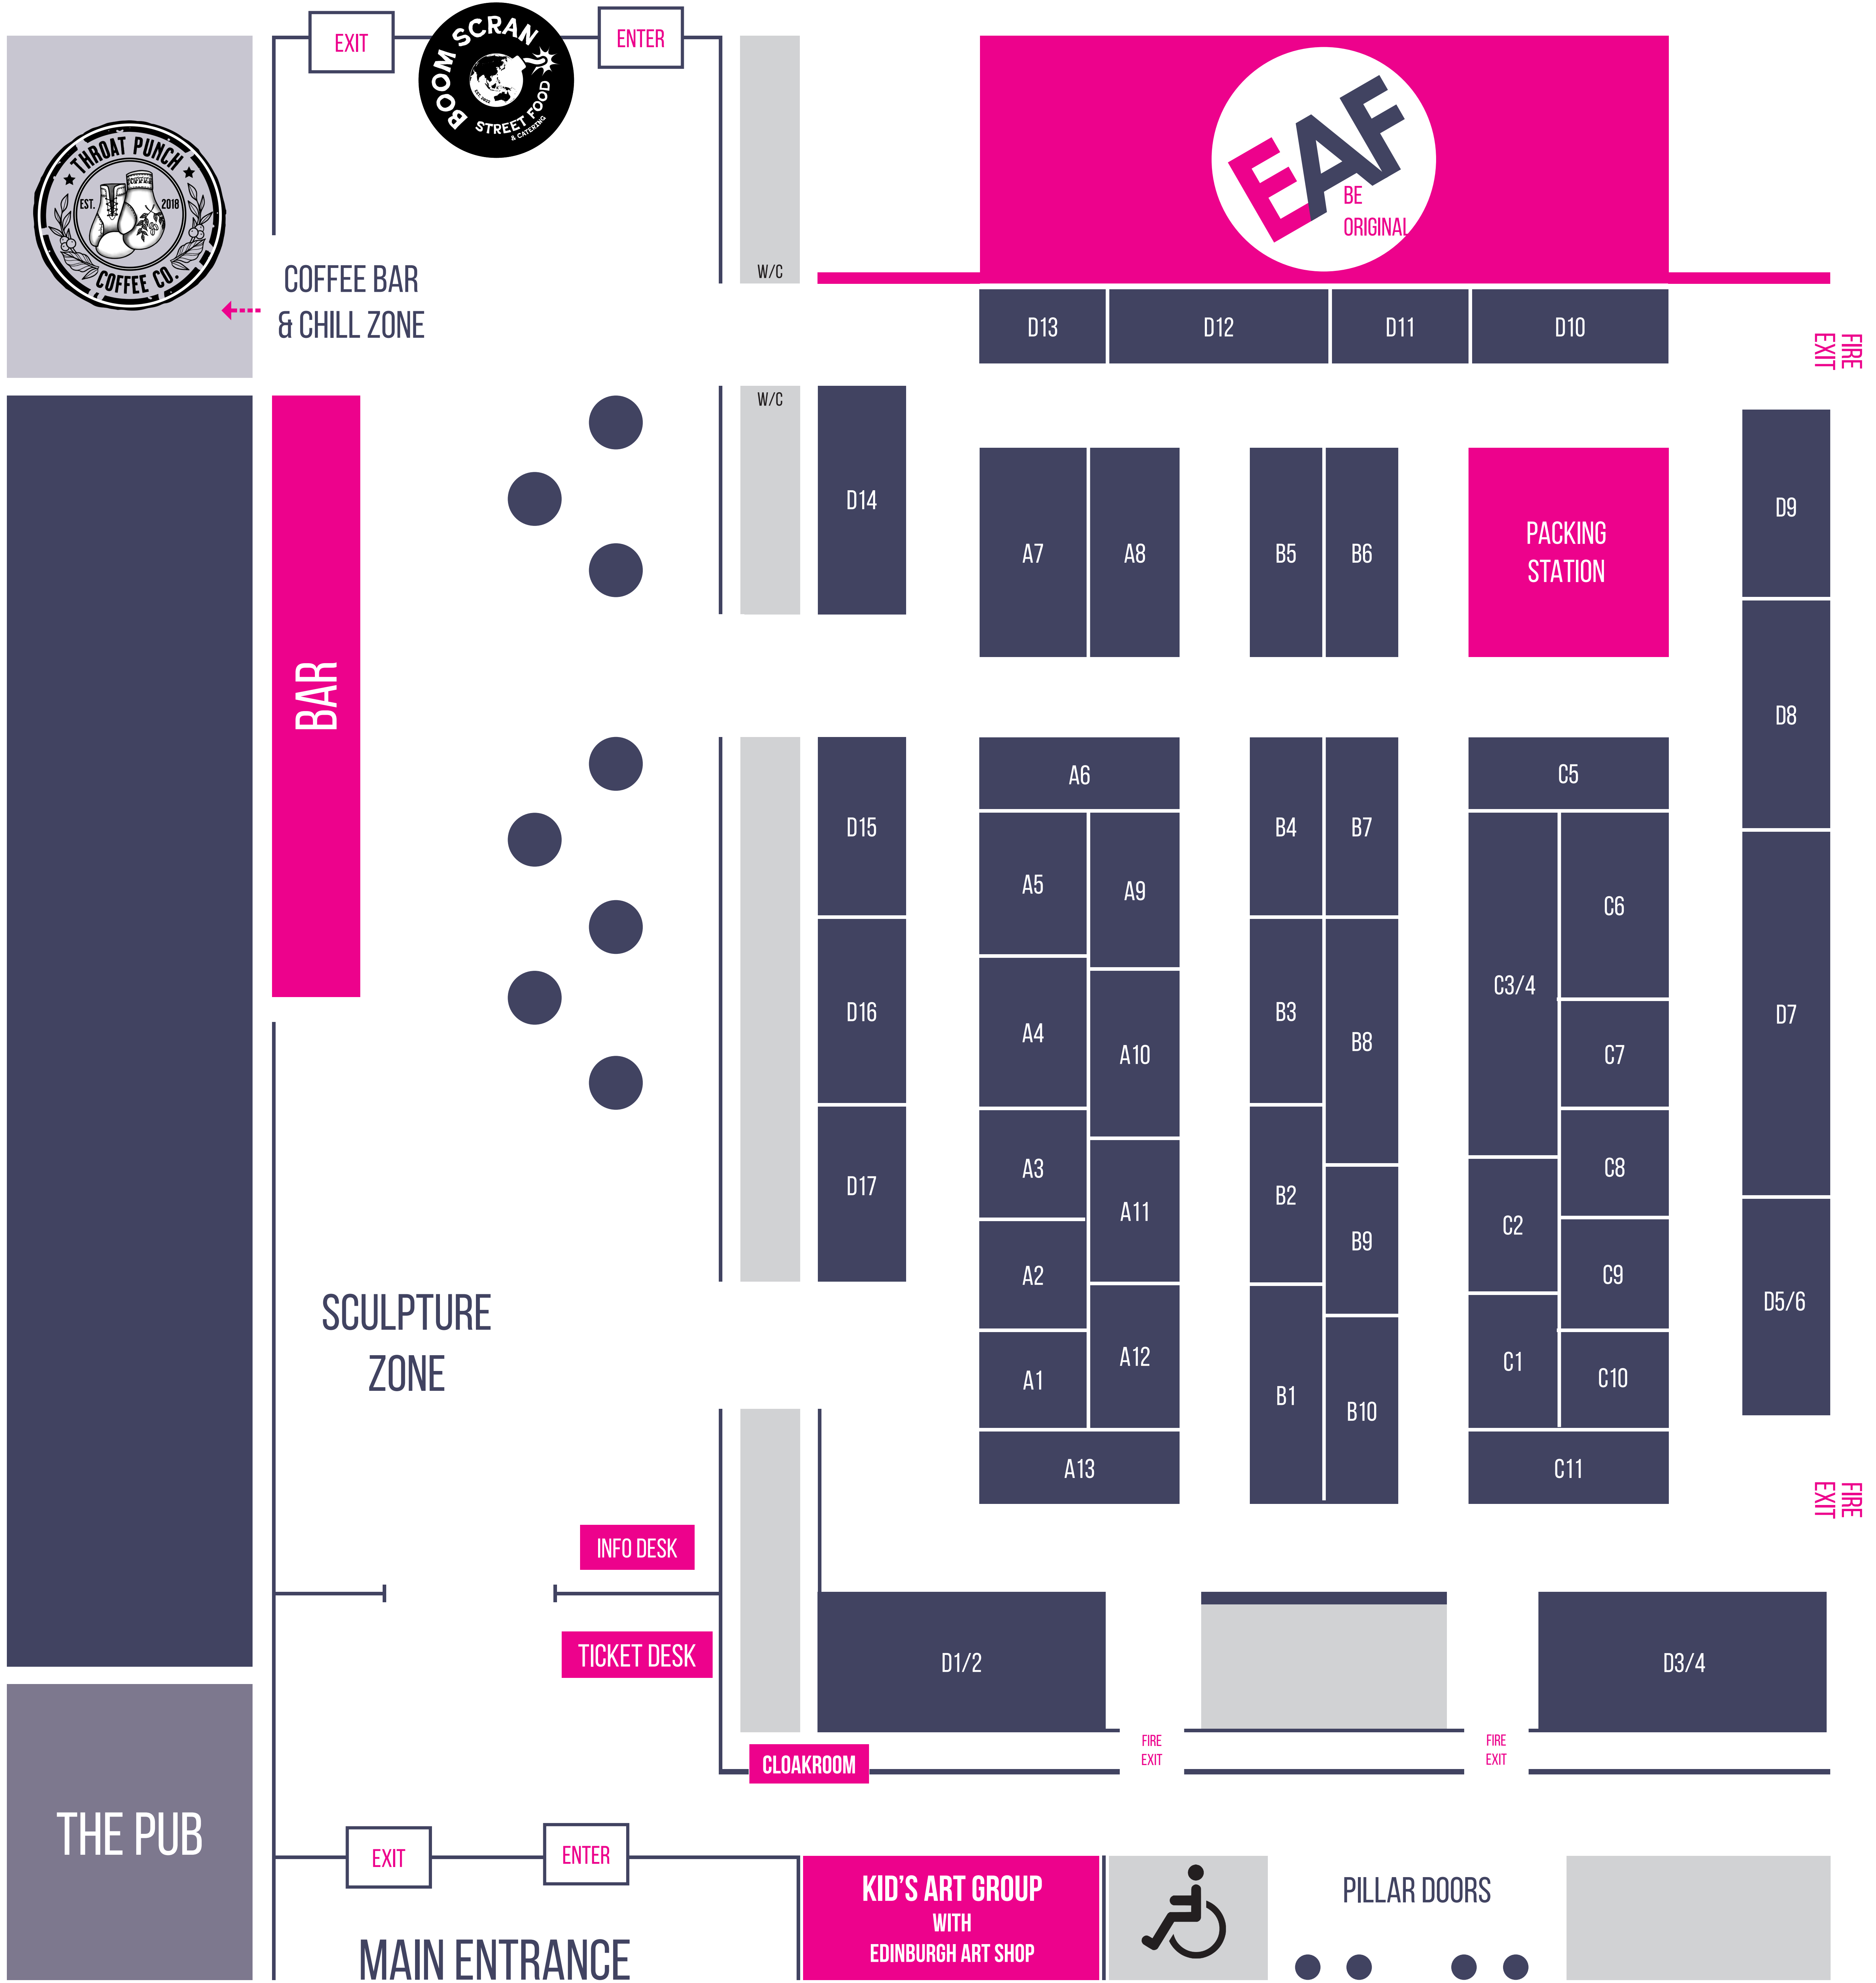 EXIT
BOOM SCRAN
STREET FOOD
& CATERING
ENTER
THROAT PUNCH
EST. 2018
COFFEE CO.
COFFEE BAR
& CHILL ZONE
W/C
EAF
BE
ORIGINAL
D13 D12 D11 D10
FIRE
EXIT
W/C
D14
A7 A8
B5 B6
PACKING
STATION
D9
D8
BAR
A6
C5
D15
B4 B7
A5 A9
C6
C3/4
D16
A4
A10
B3
B8
C7
D7
D17
A3
A11
B2
B9
C8
C2
A2
C9
D5/6
SCULPTURE
ZONE
A1
A12
B1
B10
C1
C10
A13
C11
FIRE
EXIT
INFO DESK
TICKET DESK
D1/2
D3/4
CLOAKROOM
FIRE
EXIT
FIRE
EXIT
THE PUB
EXIT
ENTER
MAIN ENTRANCE
KID'S ART GROUP
WITH
EDINBURGH ART SHOP
PILLAR DOORS